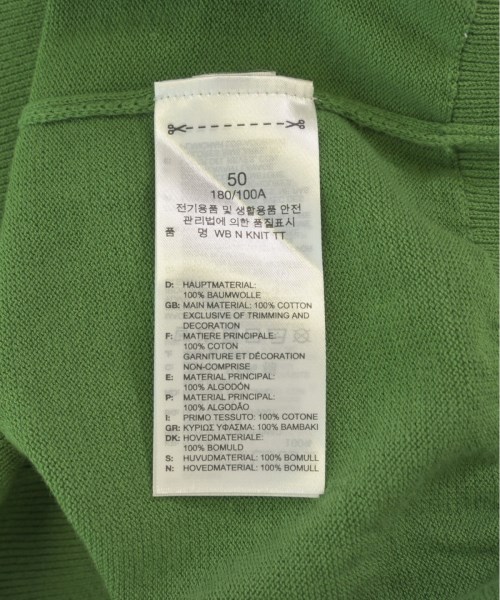 50
180/100A
전기용품 및 생활용품 안전
관리법에 의한 품질표시
품 명 WB N KNIT TT
D: HAUPTMATERIAL:
100% BAUMWOLLE
GB: MAIN MATERIAL: 100% COTTON
EXCLUSIVE OF TRIMMING AND
DECORATION
F: MATIERE PRINCIPALE:
100% COTON
GARNITURE ET DÉCORATION
NON-COMPRISE
E: MATERIAL PRINCIPAL:
100% ALGODÓN
P: MATERIAL PRINCIPAL:
100% ALGODÃO
I: PRIMO TESSUTO: 100% COTONE
GR: ΚΥΡΙΩΣ ΥΦΑΣΜΑ: 100% ΒΑΜΒΑΚΙ
DK: HOVEDMATERIALE:
100% BOMULD
S: HUVUDMATERIAL: 100% BOMULL
N: HOVEDMATERIAL: 100% BOMULL